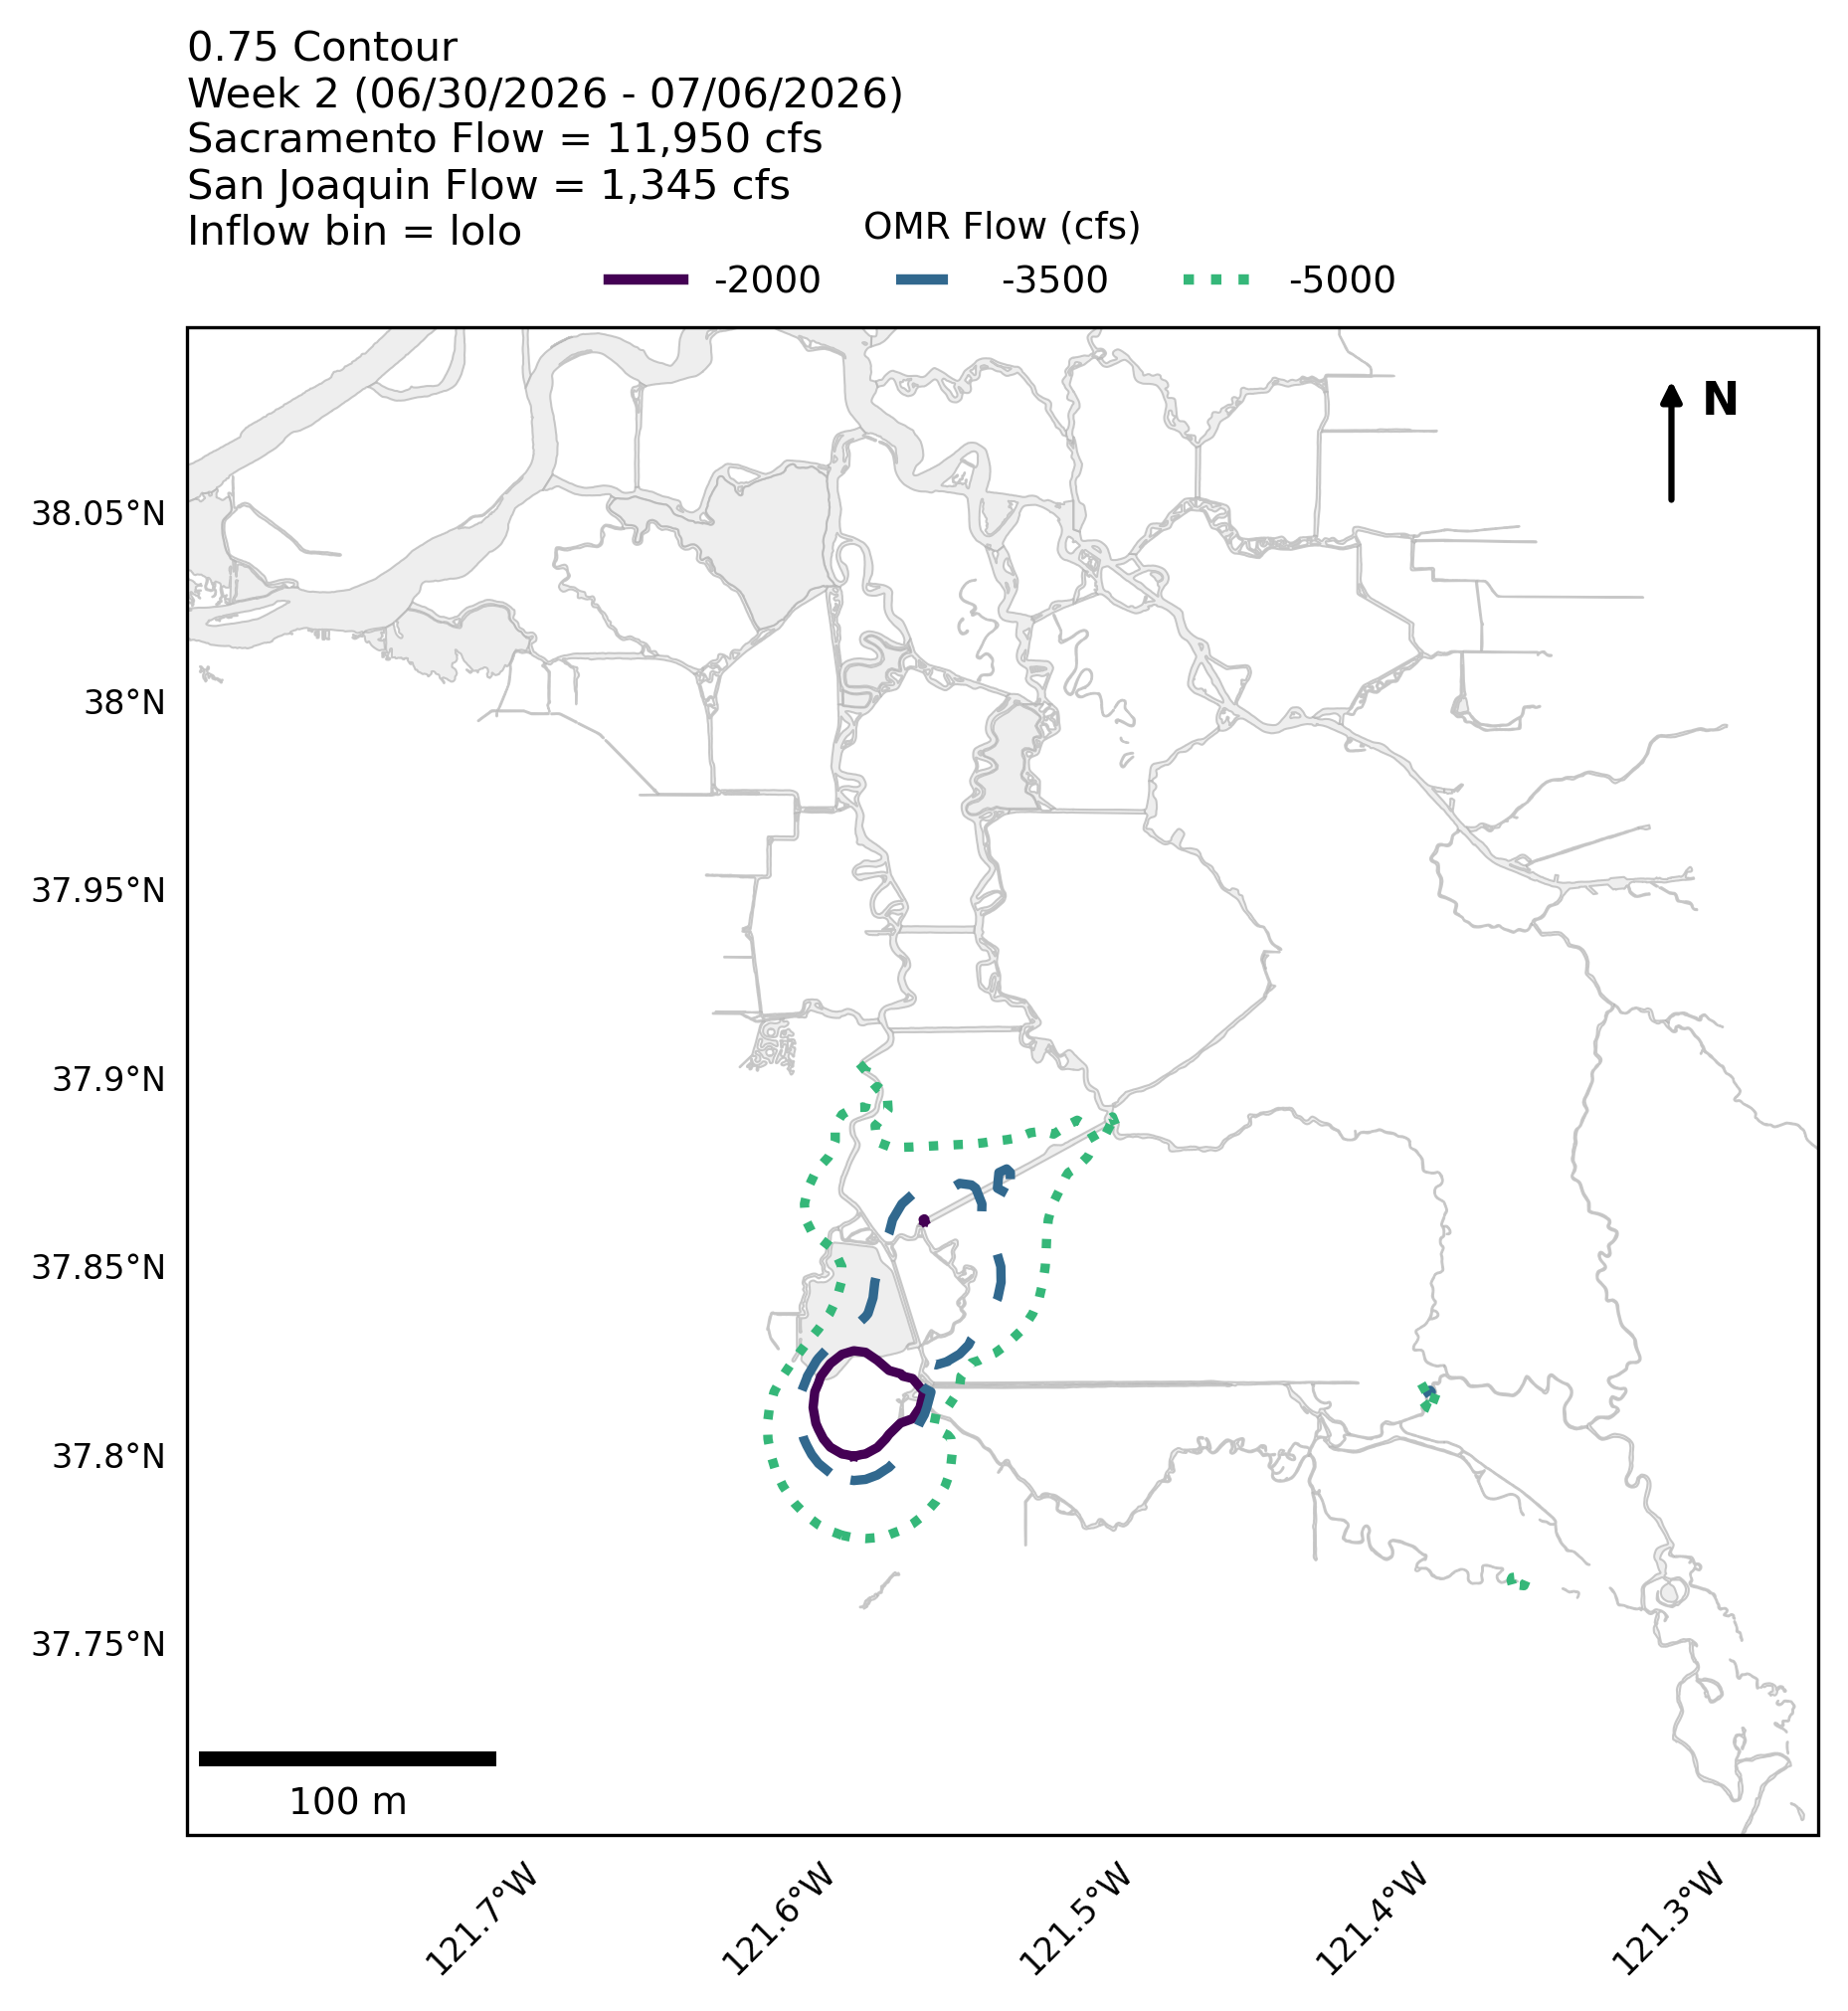 0.75 Contour
Week 2 (06/30/2026 - 07/06/2026)
Sacramento Flow = 11,950 cfs
San Joaquin Flow = 1,345 cfs
Inflow bin = lolo
OMR Flow (cfs)
-2000 -3500 -5000
N
38.05°N
38°N
37.95°N
37.9°N
37.85°N
37.8°N
37.75°N
100 m
121.7°W 121.6°W 121.5°W 121.4°W 121.3°W